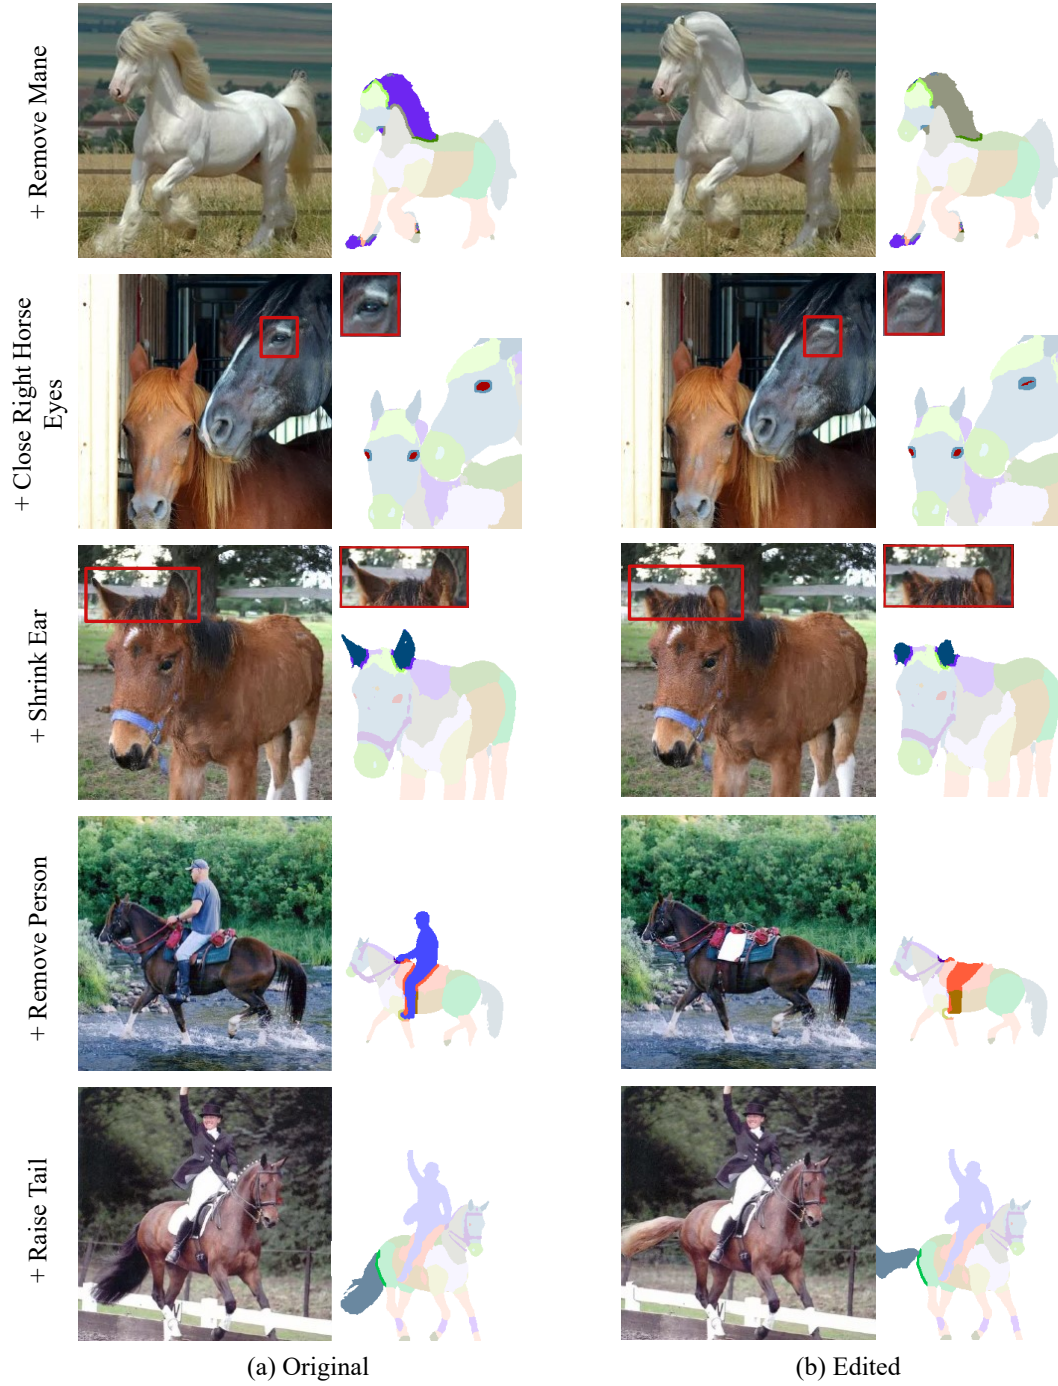 + Remove Mane
+ Close Right Horse
Eyes
+ Shrink Ear
+ Remove Person
+ Raise Tail
(a) Original
(b) Edited